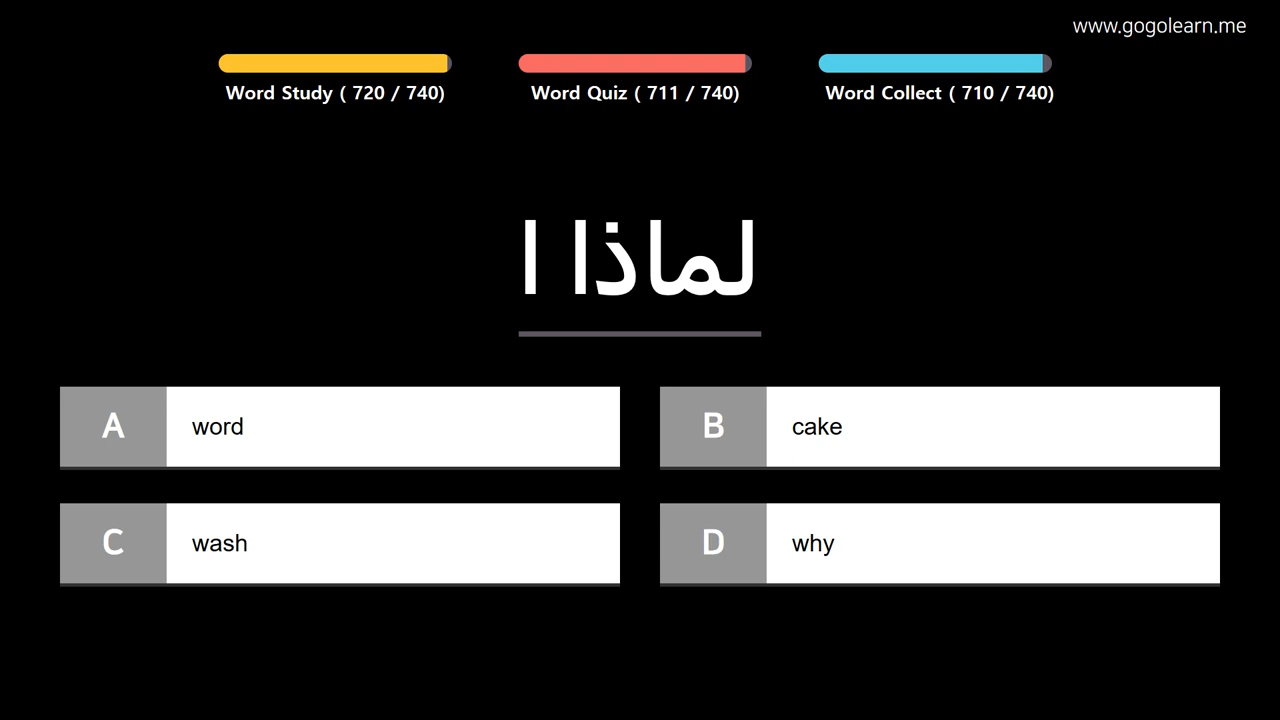 www.gogolearn.me
Word Study ( 720 / 740)
Word Quiz ( 711 / 740)
Word Collect ( 710 / 740)
لماذا ا
A word
B cake
C wash
D why